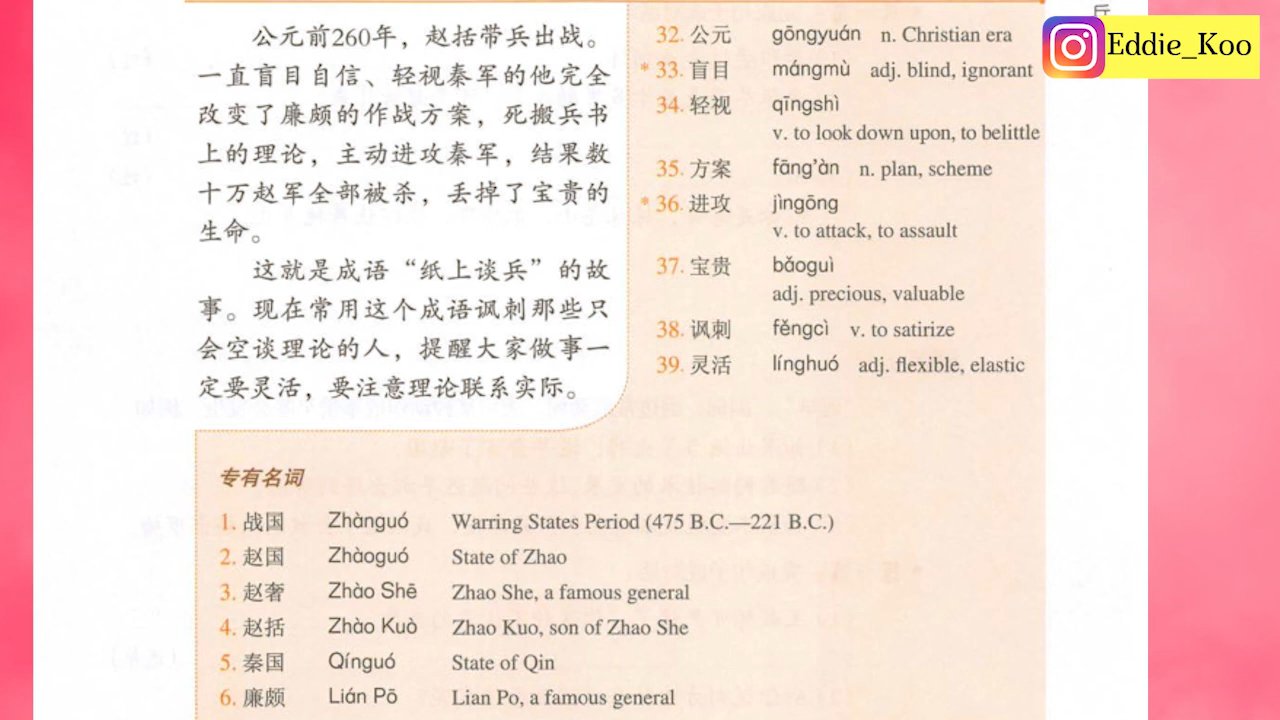 公元前260年，赵括带兵出战。
一直盲目自信、轻视秦军的他完全
改变了廉颇的作战方案，死搬兵书
上的理论，主动进攻秦军，结果数
十万赵军全部被杀，丢掉了宝贵的
生命。
这就是成语“纸上谈兵”的故
事。现在常用这个成语讽刺那些只
会空谈理论的人，提醒大家做事一
定要灵活，要注意理论联系实际。
32. 公元 gōngyuán n. Christian era
*33. 盲目 mángmù adj. blind, ignorant
34. 轻视 qīngshì
v. to look down upon, to belittle
35. 方案 fāng’àn n. plan, scheme
*36. 进攻 jìngōng
v. to attack, to assault
37. 宝贵 bǎoguì
adj. precious, valuable
38. 讽刺 fěngcì v. to satirize
39. 灵活 línghuó adj. flexible, elastic
Eddie_Koo
专有名词
1. 战国 Zhànguó Warring States Period (475 B.C.—221 B.C.)
2. 赵国 Zhàoguó State of Zhao
3. 赵奢 Zhào Shē Zhao She, a famous general
4. 赵括 Zhào Kuò Zhao Kuo, son of Zhao She
5. 秦国 Qínguó State of Qin
6. 廉颇 Lián Pō Lian Po, a famous general